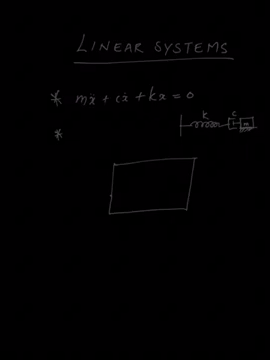 LINEAR SYSTEMS
* mẍ + cẋ + kx = 0
k c
m
*